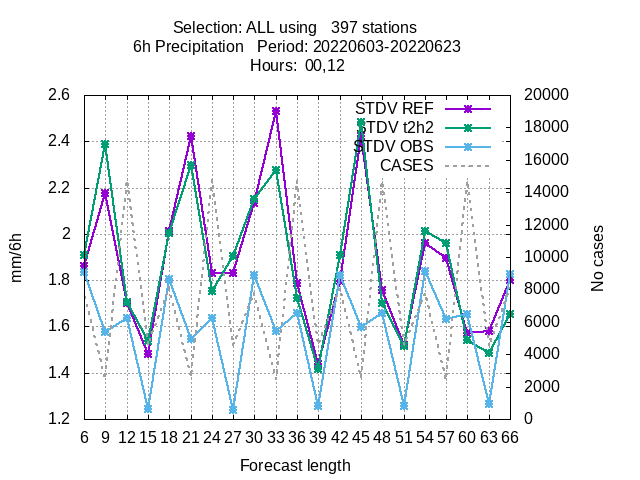 Selection: ALL using 397 stations
6h Precipitation Period: 20220603-20220623
Hours: 00,12
STDV REF
STDV t2h2
STDV OBS
CASES
2.6
2.4
2.2
2
1.8
1.6
1.4
1.2
mm/6h
20000
18000
16000
14000
12000
10000
8000
6000
4000
2000
0
No cases
6 9 12 15 18 21 24 27 30 33 36 39 42 45 48 51 54 57 60 63 66
Forecast length